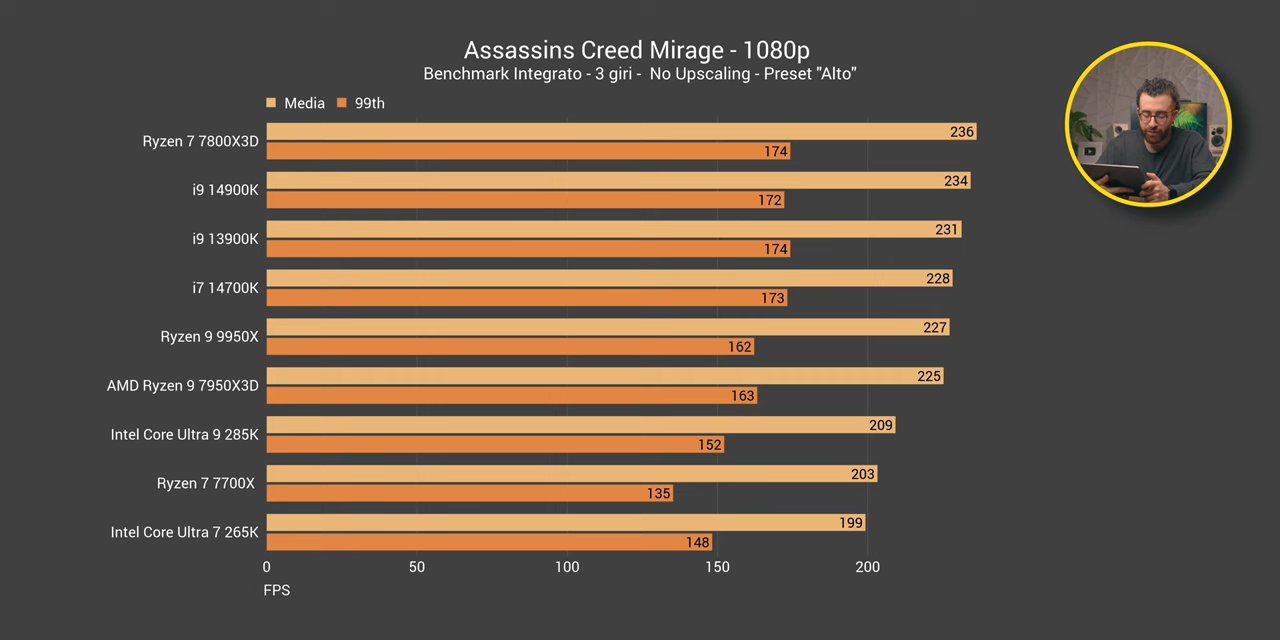 Assassins Creed Mirage - 1080p
Benchmark Integrato - 3 giri - No Upscaling - Preset "Alto"
Media 99th
Ryzen 7 7800X3D 236
174
i9 14900K 234
172
i9 13900K 231
174
i7 14700K 228
173
Ryzen 9 9950X 227
162
AMD Ryzen 9 7950X3D 225
163
Intel Core Ultra 9 285K 209
152
Ryzen 7 7700X 203
135
Intel Core Ultra 7 265K 199
148
0 50 100 150 200
FPS